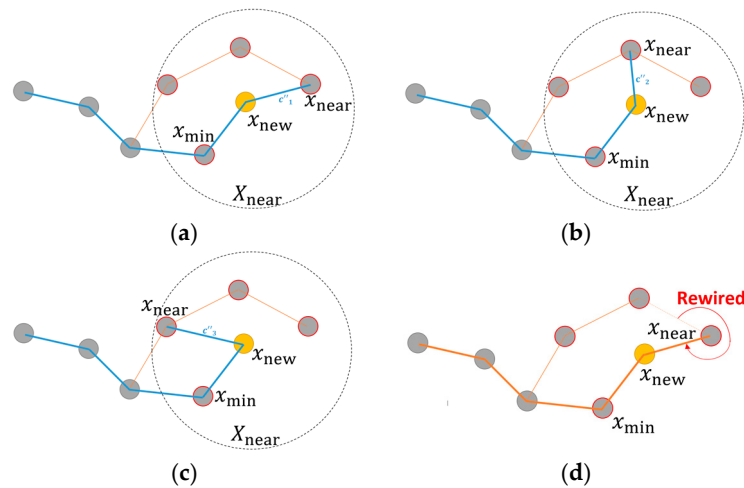 c"₁
x_near
x_min
x_new
X_near
(a)
x_near
c"₂
x_new
x_min
X_near
(b)
x_near
c"₃
x_new
x_min
X_near
(c)
Rewired
x_near
x_new
x_min
(d)